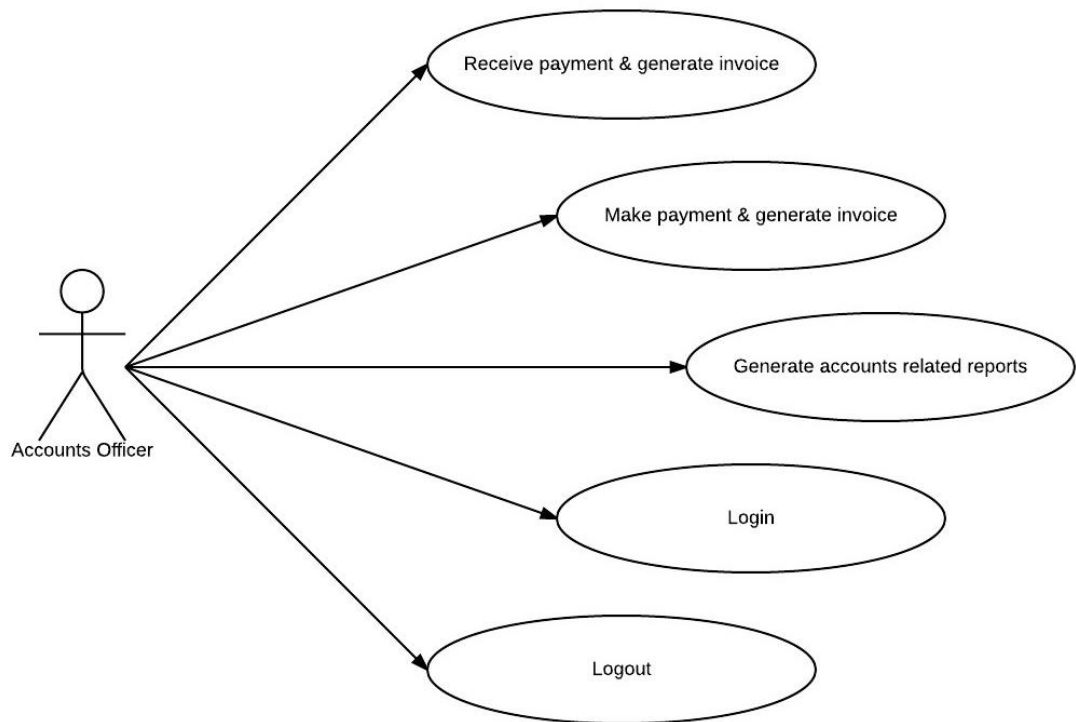 Receive payment & generate invoice
Make payment & generate invoice
Generate accounts related reports
Accounts Officer
Login
Logout